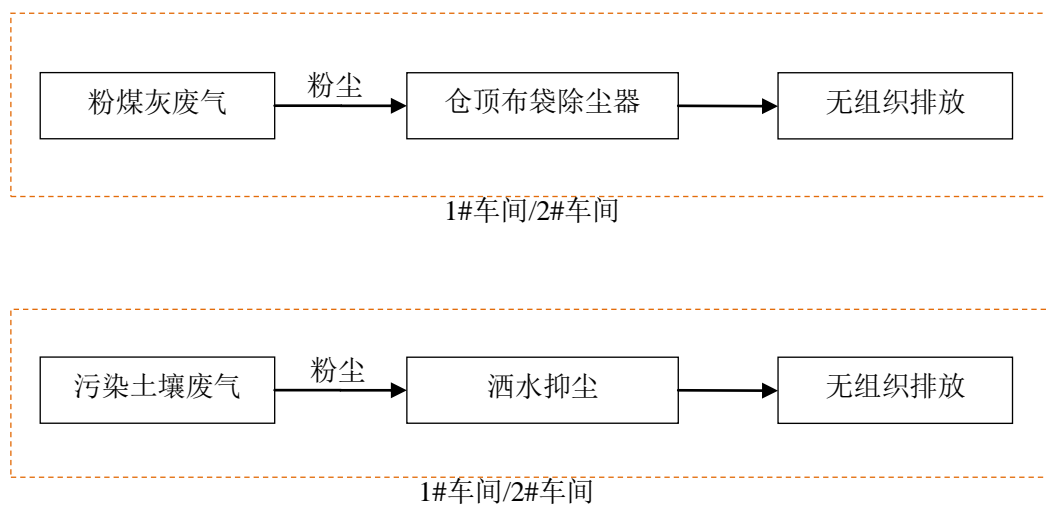 粉煤灰废气
粉尘
仓顶布袋除尘器
无组织排放
1#车间/2#车间
污染土壤废气
粉尘
洒水抑尘
无组织排放
1#车间/2#车间